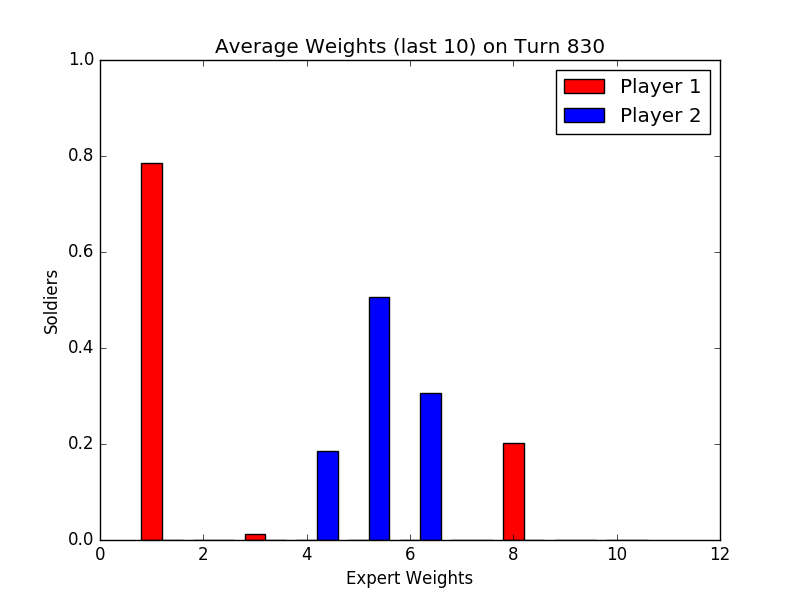 Average Weights (last 10) on Turn 830
1.0
0.8
0.6
0.4
0.2
0.0
Soldiers
Player 1
Player 2
0 2 4 6 8 10 12
Expert Weights